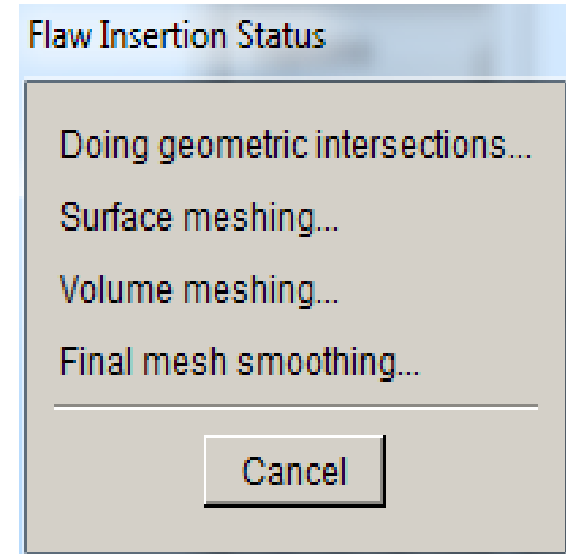 Flaw Insertion Status
Doing geometric intersections...
Surface meshing...
Volume meshing...
Final mesh smoothing...
Cancel